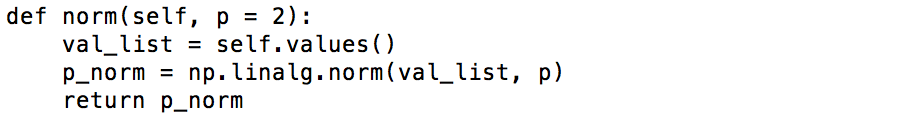 def norm(self, p = 2):
    val_list = self.values()
    p_norm = np.linalg.norm(val_list, p)
    return p_norm